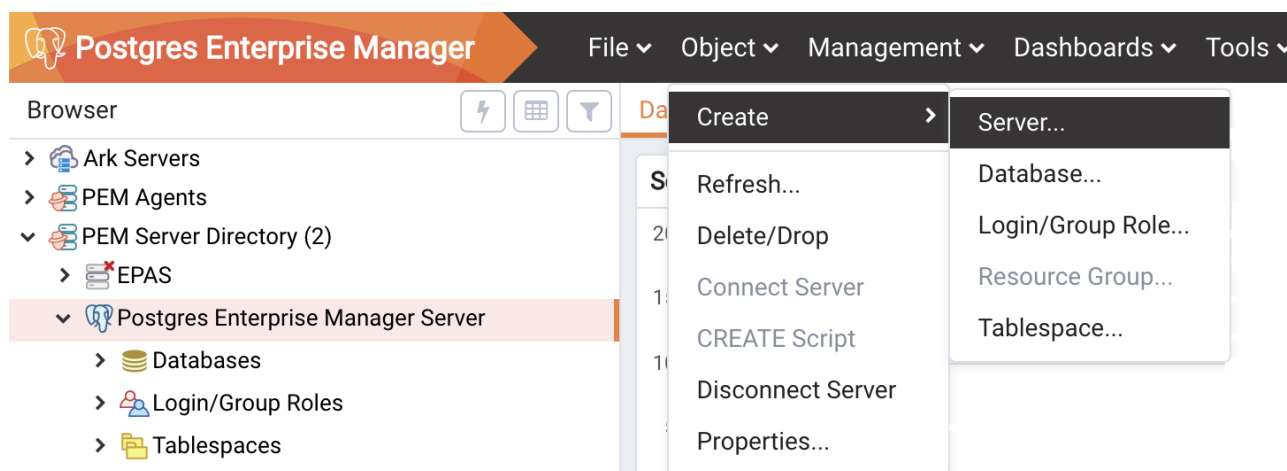 Postgres Enterprise Manager
File Object Management Dashboards Tools
Browser
Da
Create
Server...
Ark Servers
Database...
PEM Agents
S
Refresh...
Login/Group Role...
PEM Server Directory (2)
20
Delete/Drop
EPAS
Connect Server
Resource Group...
Postgres Enterprise Manager Server
CREATE Script
Tablespace...
Databases
Disconnect Server
Login/Group Roles
Properties...
Tablespaces